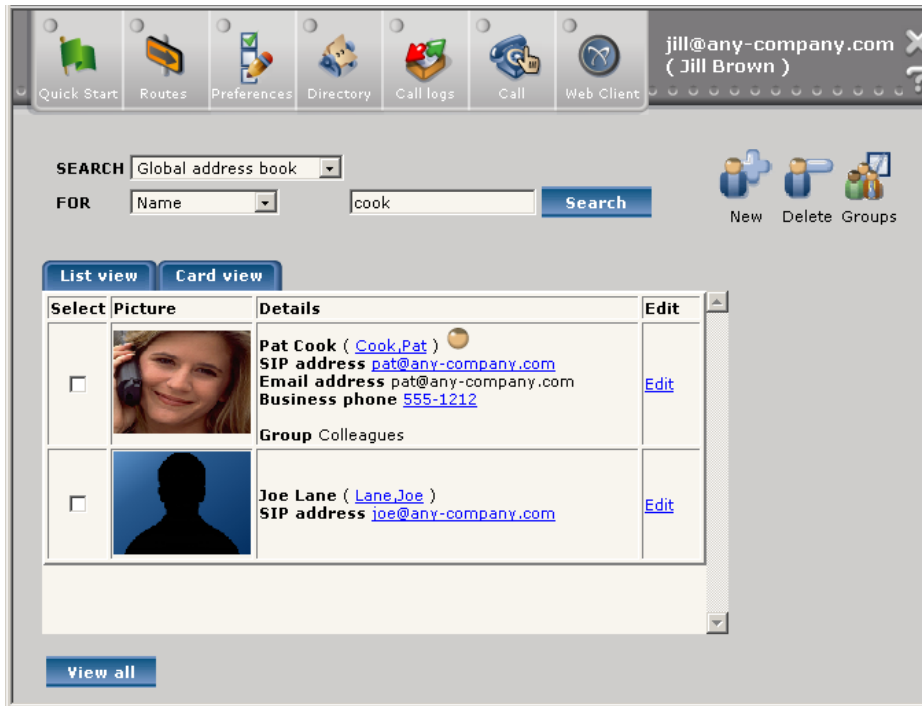 jill@any-company.com
( Jill Brown )
Quick Start Routes Preferences Directory Call logs Call Web Client
SEARCH Global address book
FOR Name cook Search
New Delete Groups
List view Card view
Select Picture Details Edit
Pat Cook ( Cook,Pat )
SIP address pat@any-company.com
Email address pat@any-company.com
Business phone 555-1212
Edit
Group Colleagues
Joe Lane ( Lane,Joe )
SIP address joe@any-company.com
Edit
View all